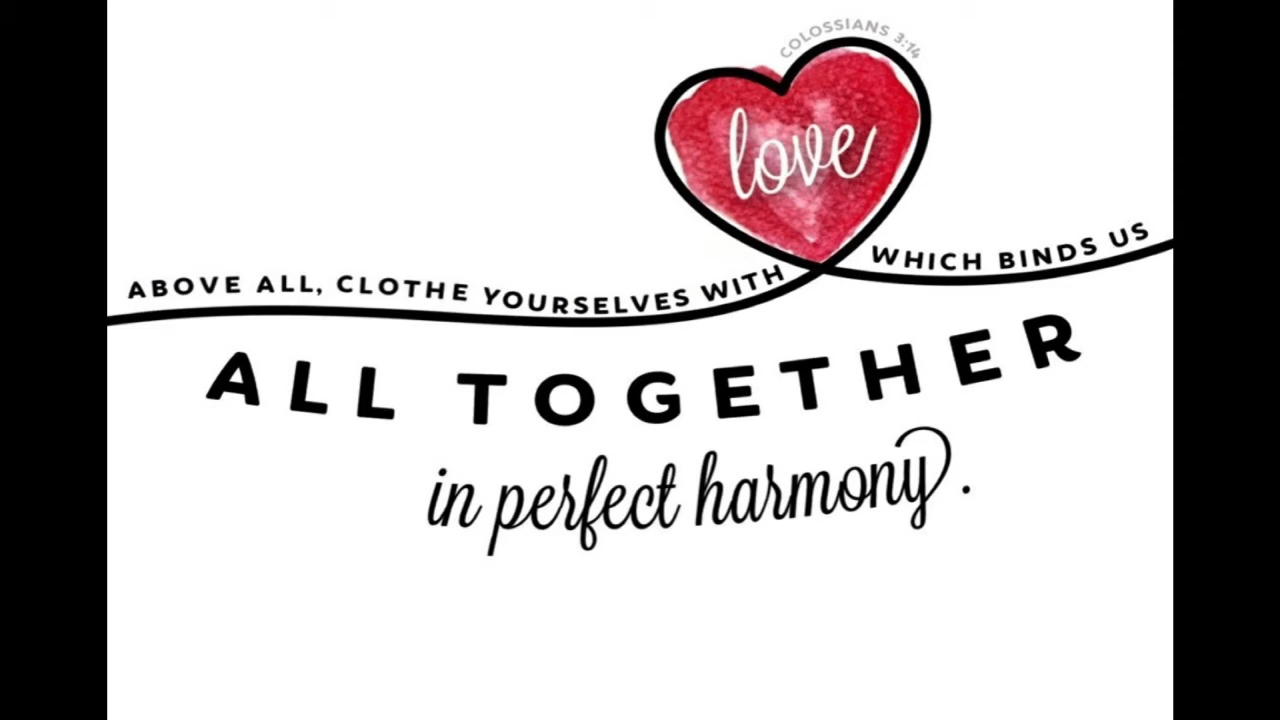 COLOSSIANS 3:14
love
ABOVE ALL, CLOTHE YOURSELVES WITH
WHICH BINDS US
ALL TOGETHER
in perfect harmony.